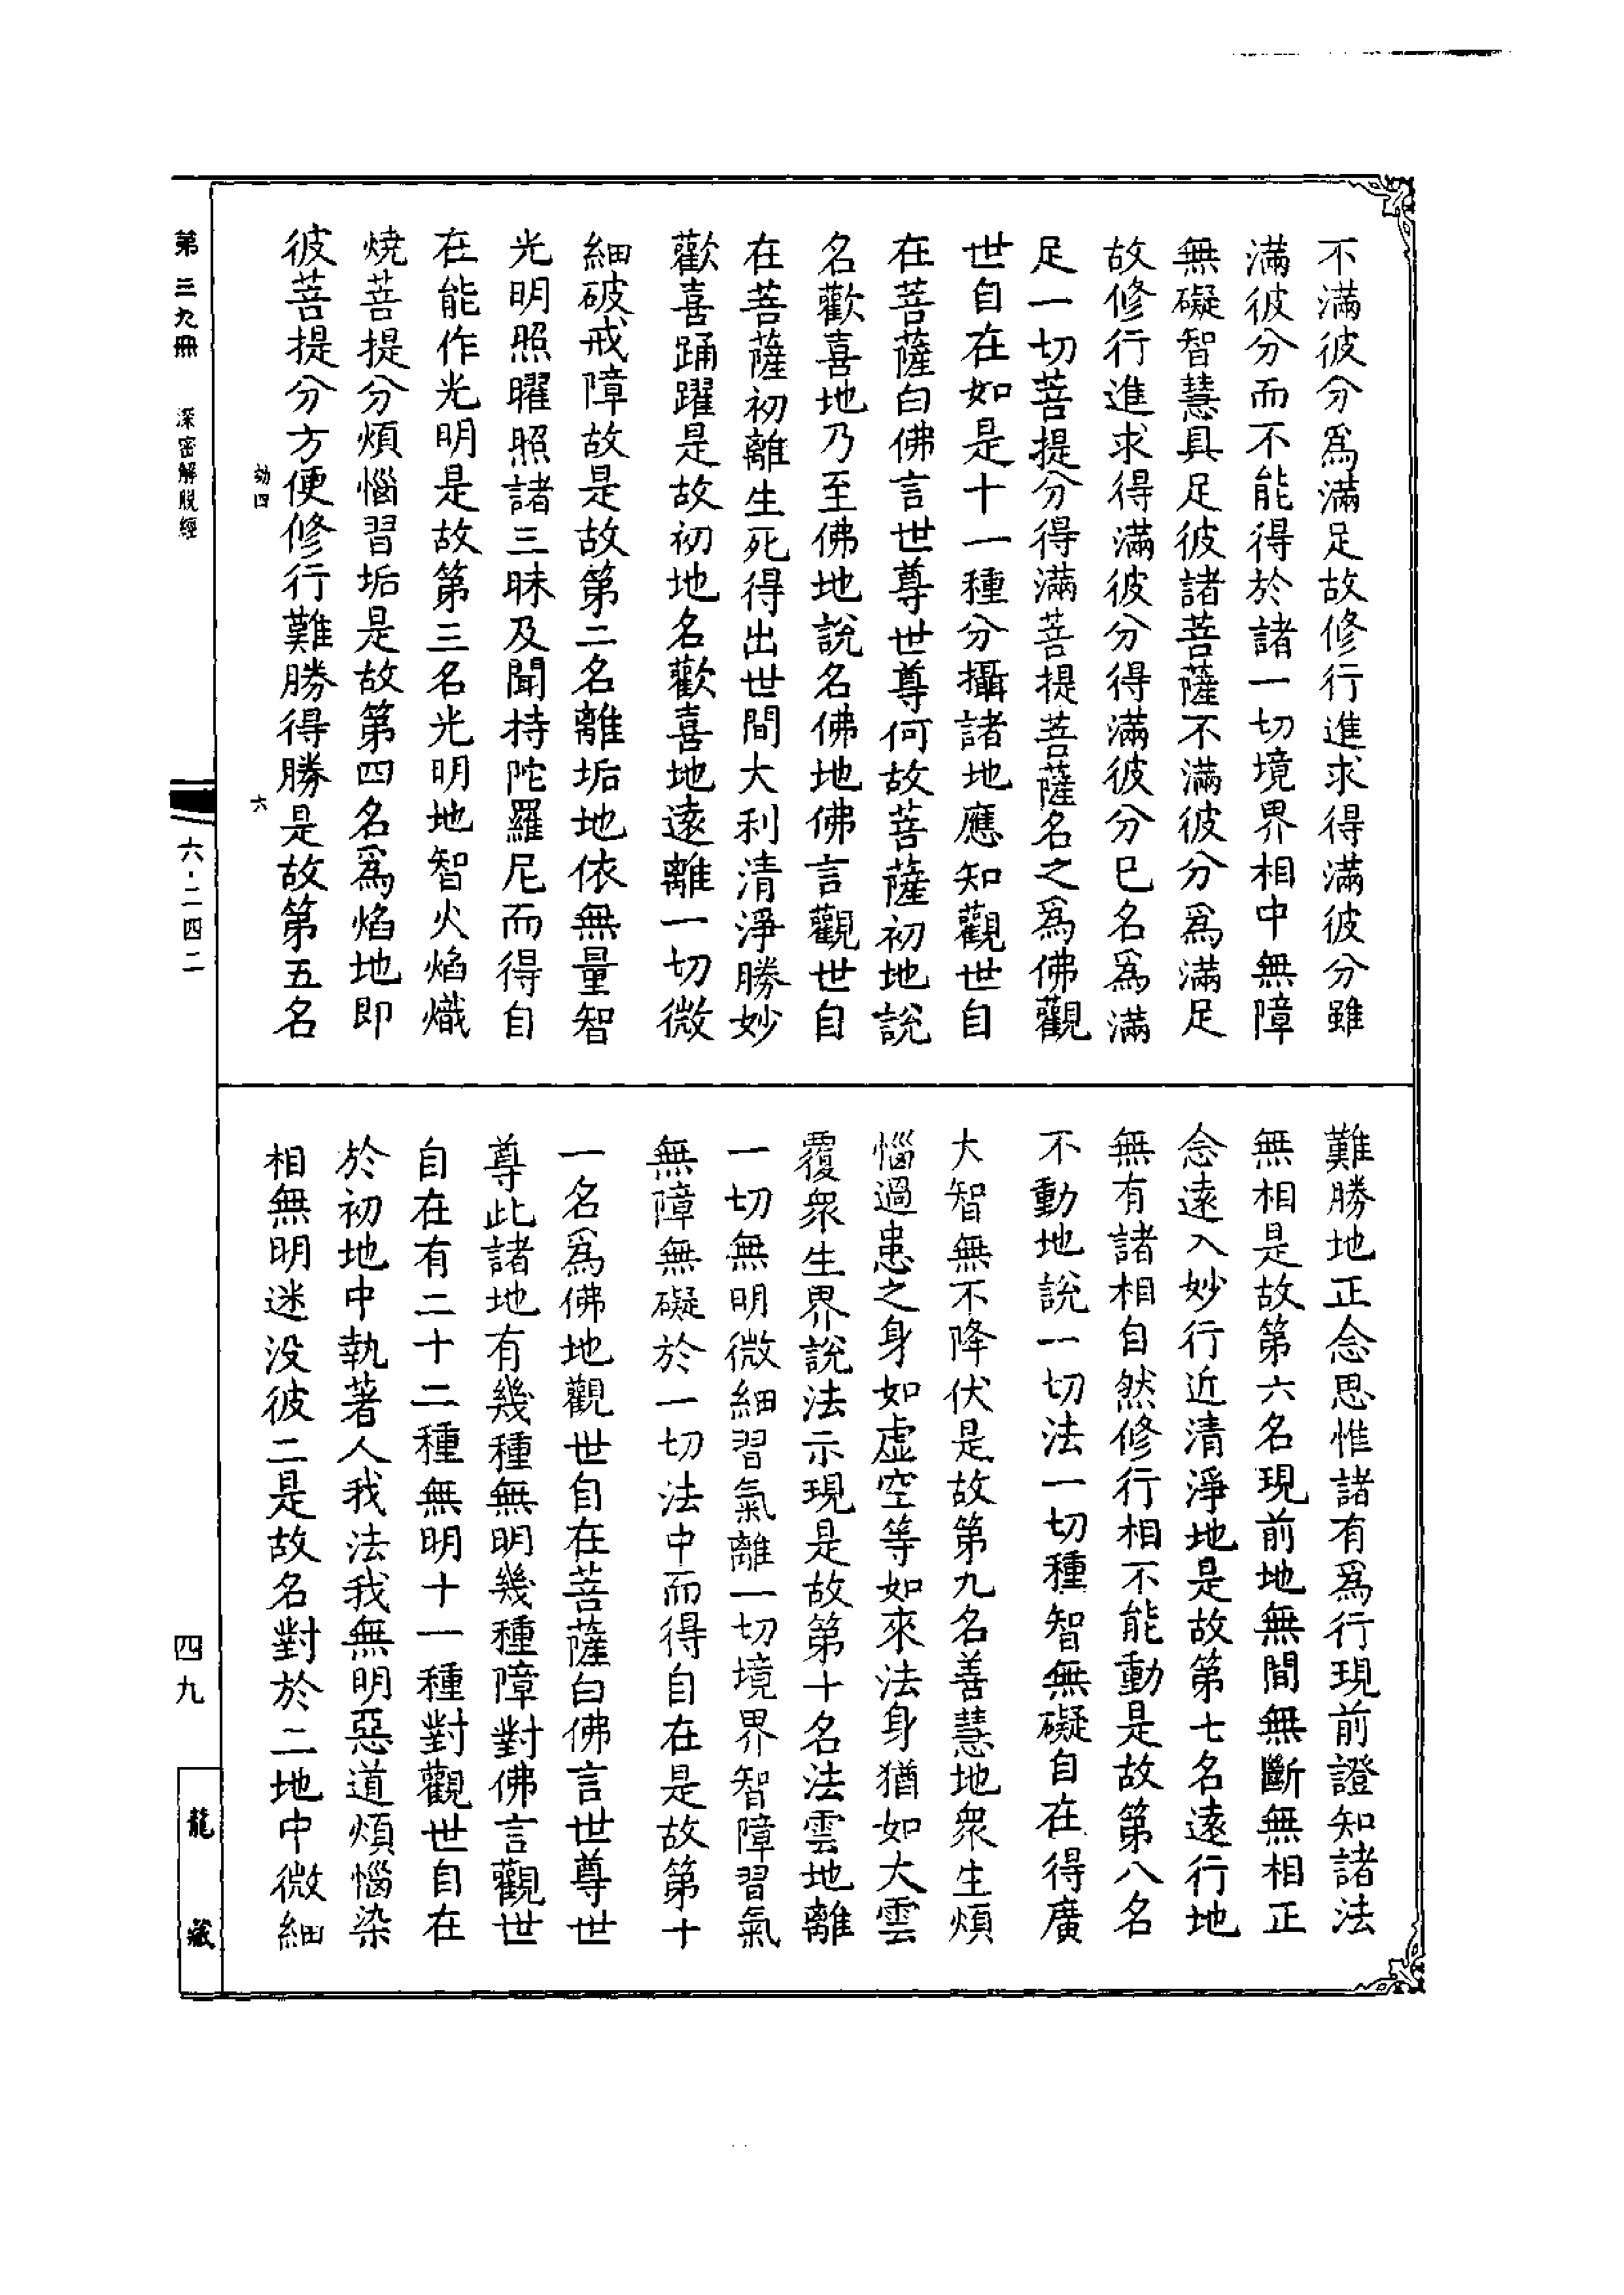 不滿彼分爲滿足故修行進求得滿彼分雖
滿彼分而不能得於諸一切境界相中無障
無礙智慧具足彼諸菩薩不滿彼分爲滿足
故修行進求得滿彼分得滿彼分已名爲滿
足一切菩提分得滿菩提菩薩名之爲佛觀
世自在如是十一種分攝諸地應知觀世自
在菩薩白佛言世尊世尊何故菩薩初地說
名歡喜地乃至佛地說名佛地佛言觀世自
在菩薩初離生死得出世間大利清淨勝妙
歡喜踊躍是故初地名歡喜地遠離一切微
細破戒障故是故第二名離垢地依無量智
光明照曜照諸三昧及聞持陀羅尼而得自
在能作光明是故第三名光明地智火焰熾
燒菩提分煩惱習垢是故第四名爲焰地即
彼菩提分方便修行難勝得勝是故第五名
難勝地正念思惟諸有爲行現前證知諸法
無相是故第六名現前地無間無斷無相正
念遠入妙行近清淨地是故第七名遠行地
無有諸相自然修行相不能動是故第八名
不動地說一切法一切種智無礙自在得廣
大智無不降伏是故第九名善慧地衆生煩
惱過患之身如虛空等如來法身猶如大雲
覆衆生界說法示現是故第十名法雲地離
一切無明微細習氣離一切境界智障習氣
無障無礙於一切法中而得自在是故第十
一名爲佛地觀世自在菩薩白佛言世尊世
尊此諸地有幾種無明幾種障對佛言觀世
自在有二十二種無明十一種對觀世自在
於初地中執著人我法我無明惡道煩惱染
相無明迷没彼二是故名對於二地中微細
劾四
六
第三九冊
深密解脫經
六·二四二
四九
龍藏